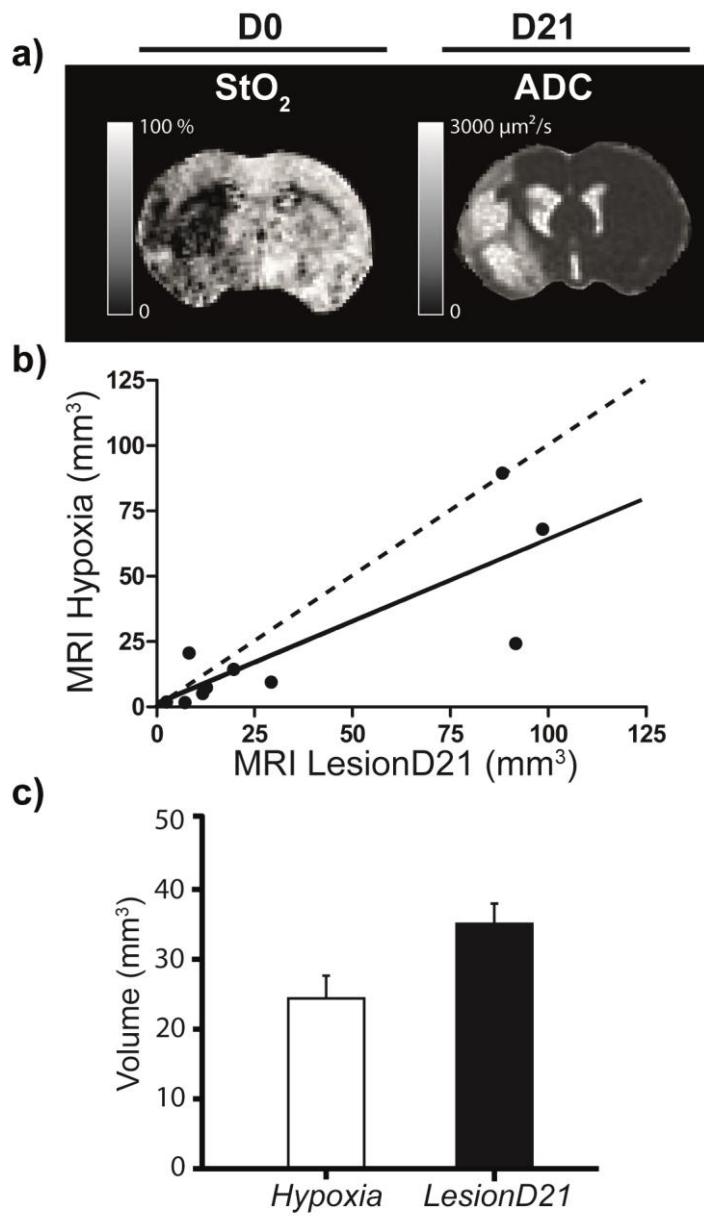 D0 D21
a)
StO₂ ADC
100 % 3000 μm²/s
0 0
b)
125
100
75
50
25
0
MRI Hypoxia (mm³)
0 25 50 75 100 125
MRI LesionD21 (mm³)
c)
50
40
30
20
10
0
Volume (mm³)
Hypoxia LesionD21